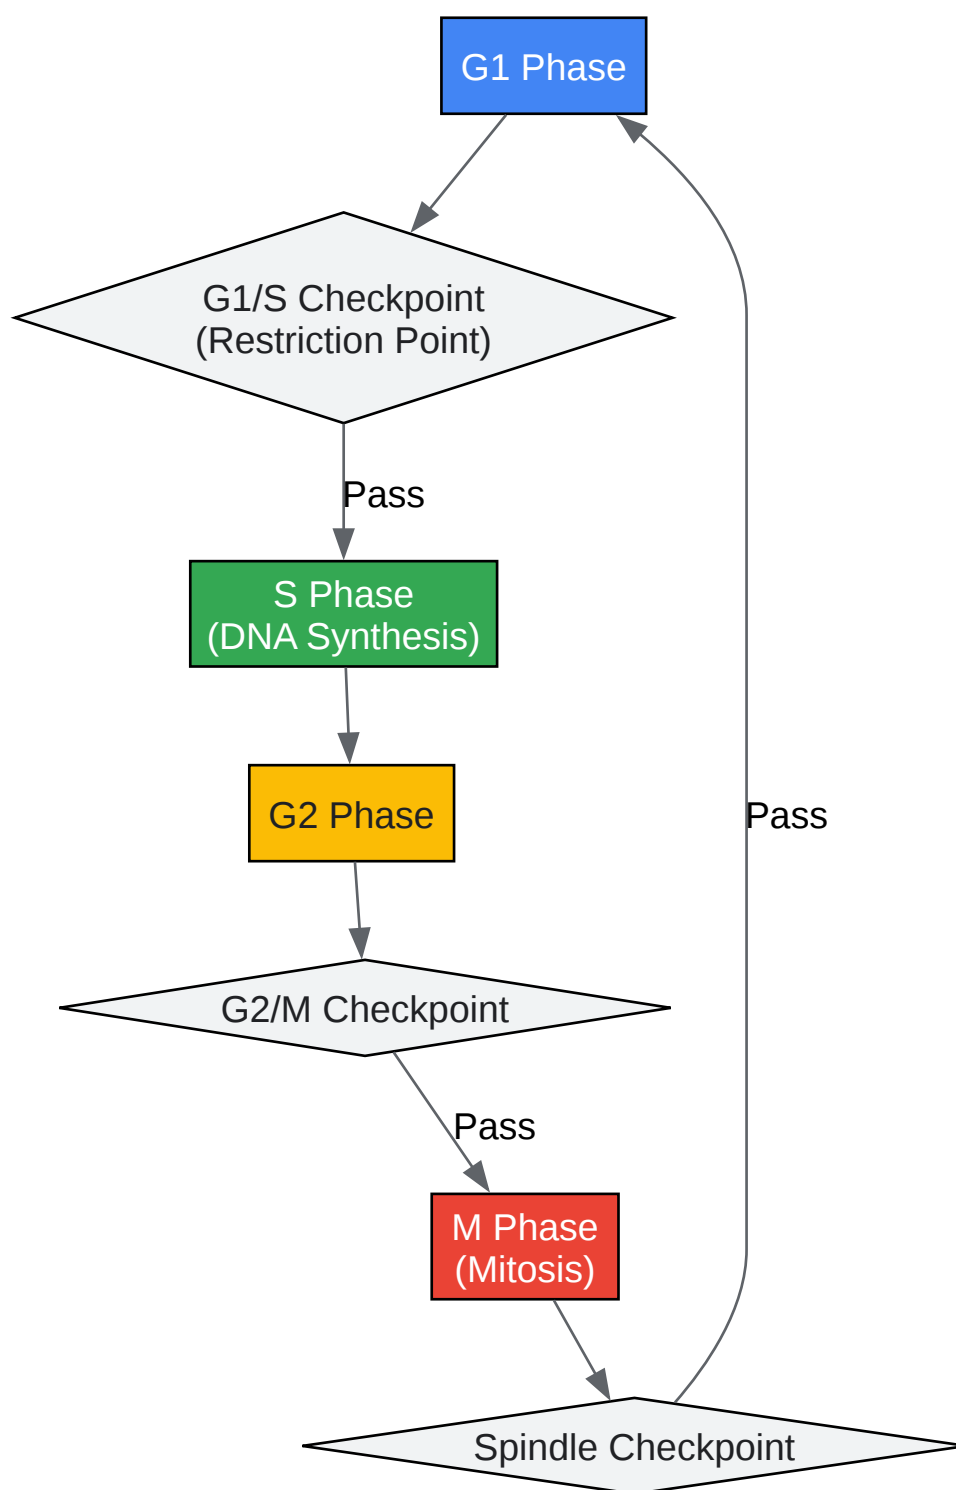 G1 Phase
G1/S Checkpoint
(Restriction Point)
Pass
S Phase
(DNA Synthesis)
G2 Phase
Pass
G2/M Checkpoint
Pass
M Phase
(Mitosis)
Spindle Checkpoint